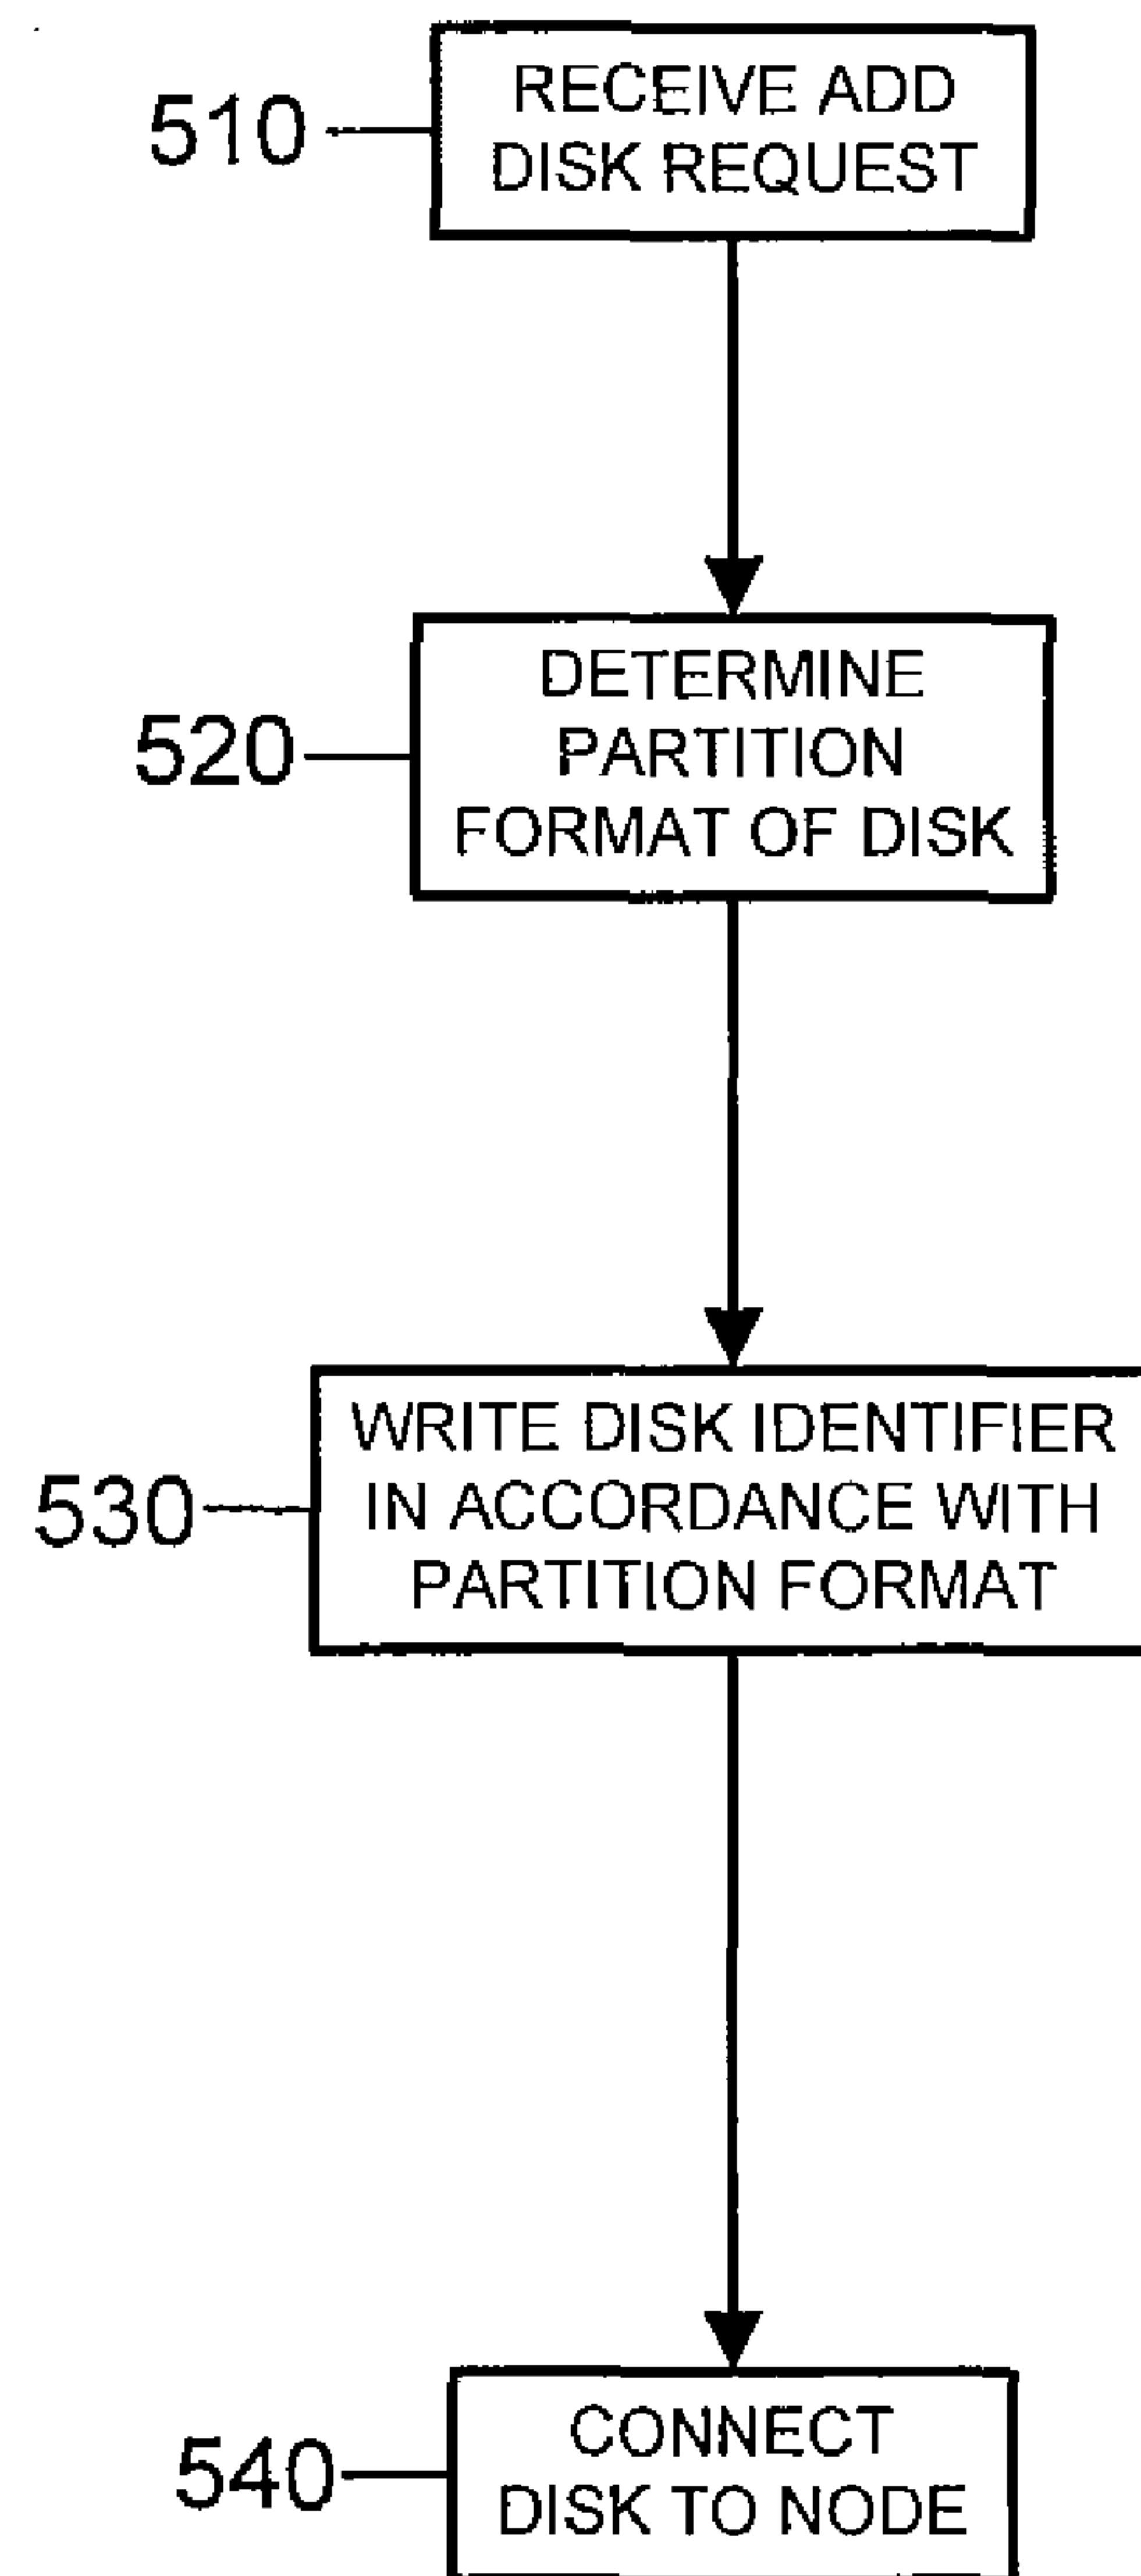 510
RECEIVE ADD
DISK REQUEST
520
DETERMINE
PARTITION
FORMAT OF DISK
530
WRITE DISK IDENTIFIER
IN ACCORDANCE WITH
PARTITION FORMAT
540
CONNECT
DISK TO NODE